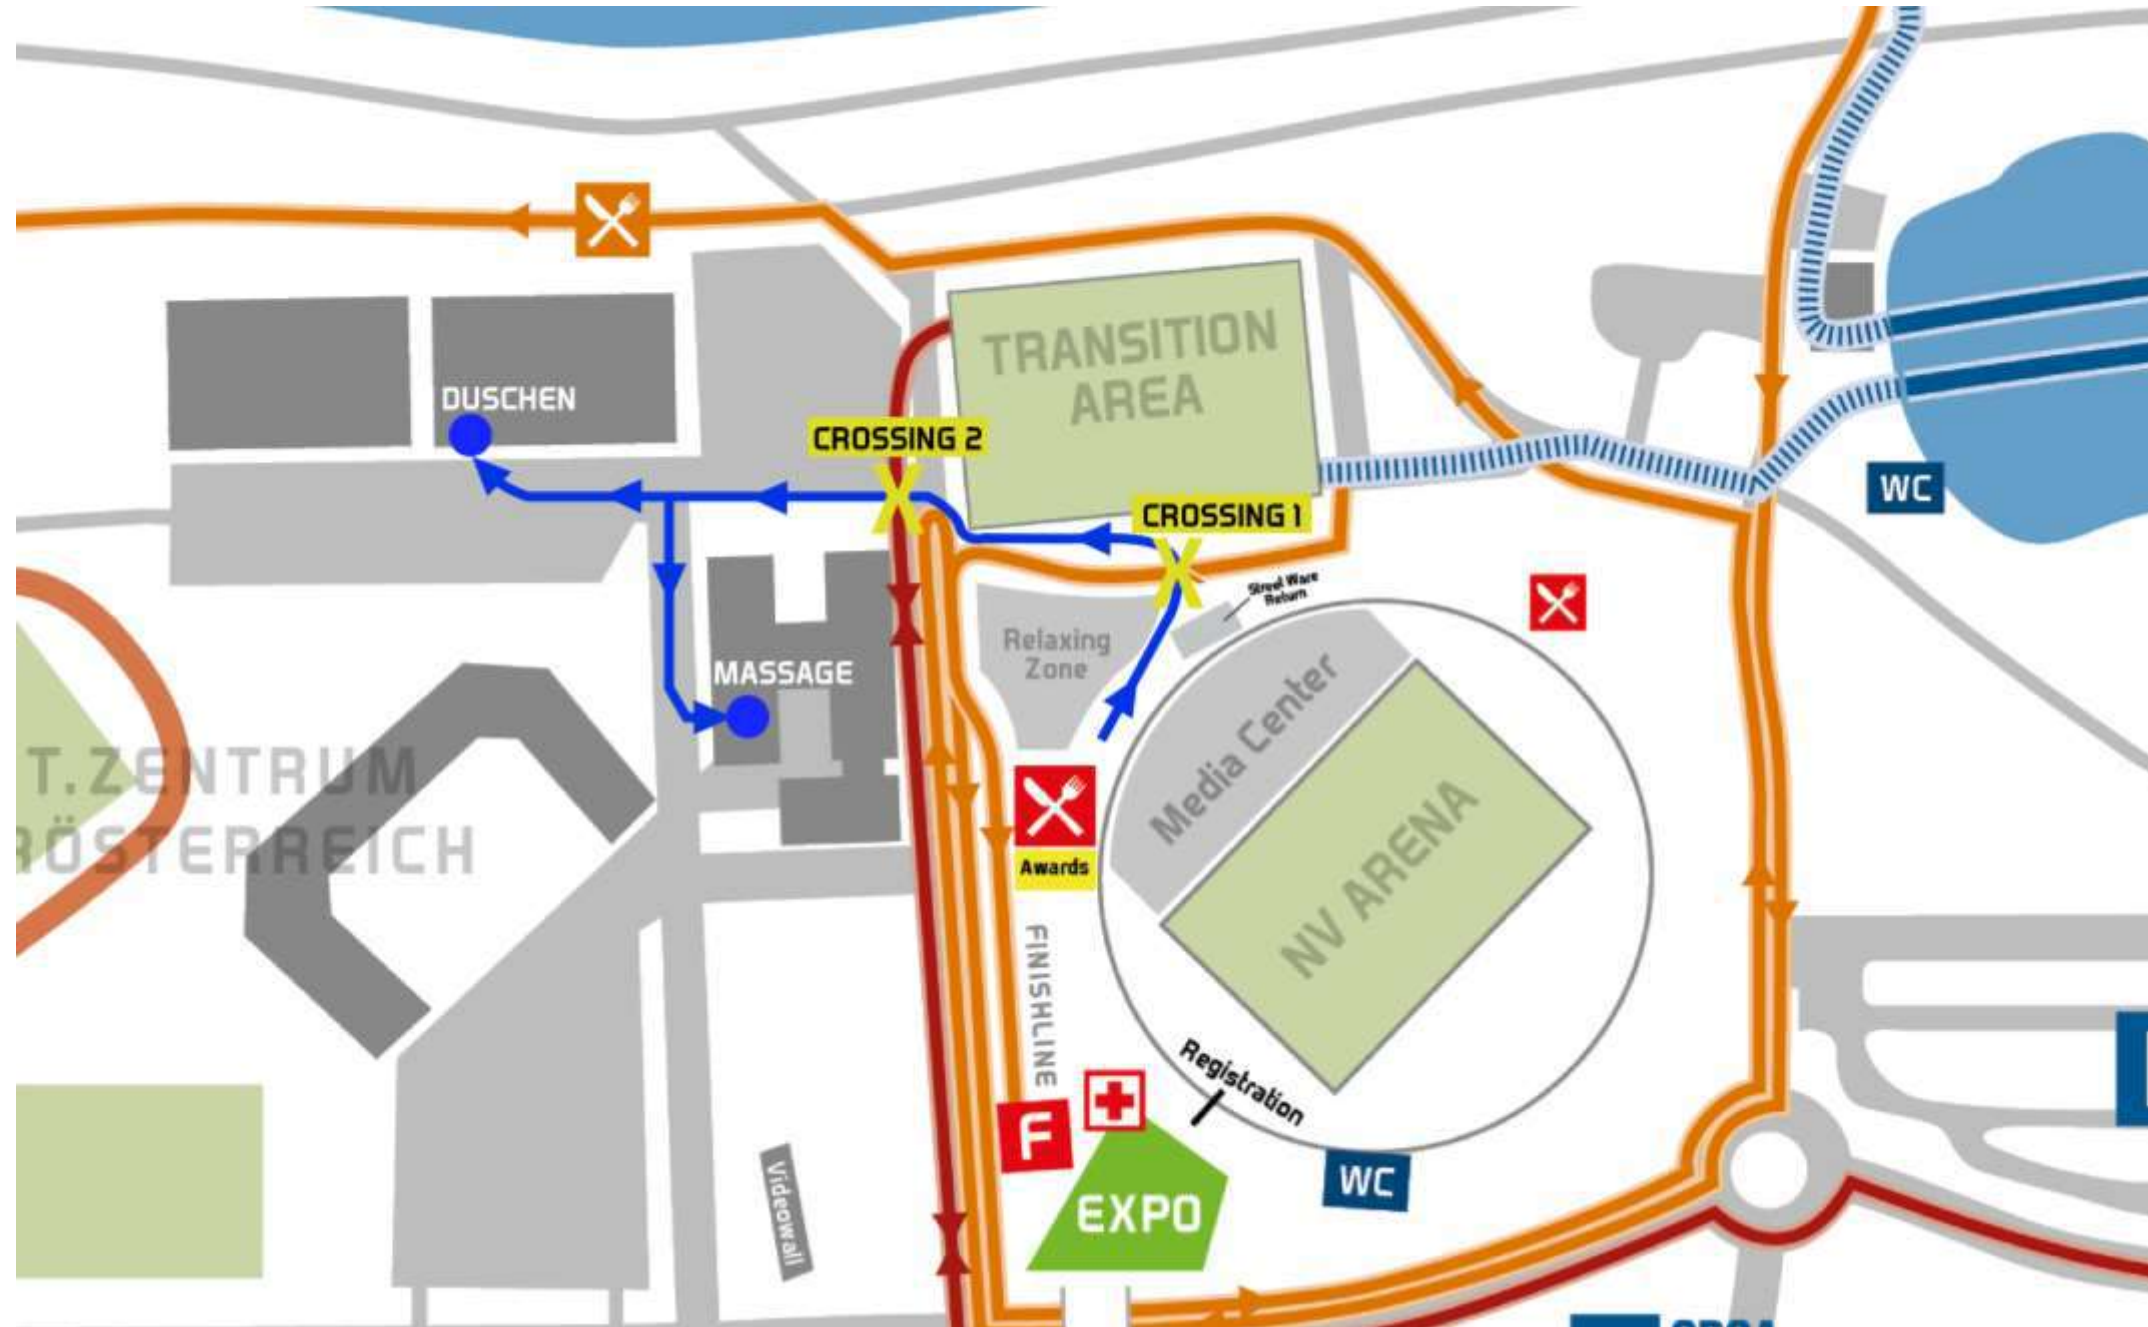 TRANSITION
AREA
DUSCHEN
CROSSING 2
WC
CROSSING 1
Street Ware
Return
Relaxing
Zone
MASSAGE
Media Center
T.ZENTRUM
RÖSTERREICH
Awards
NV ARENA
FINISHLINE
Registration
F
WC
EXPO
Videowall